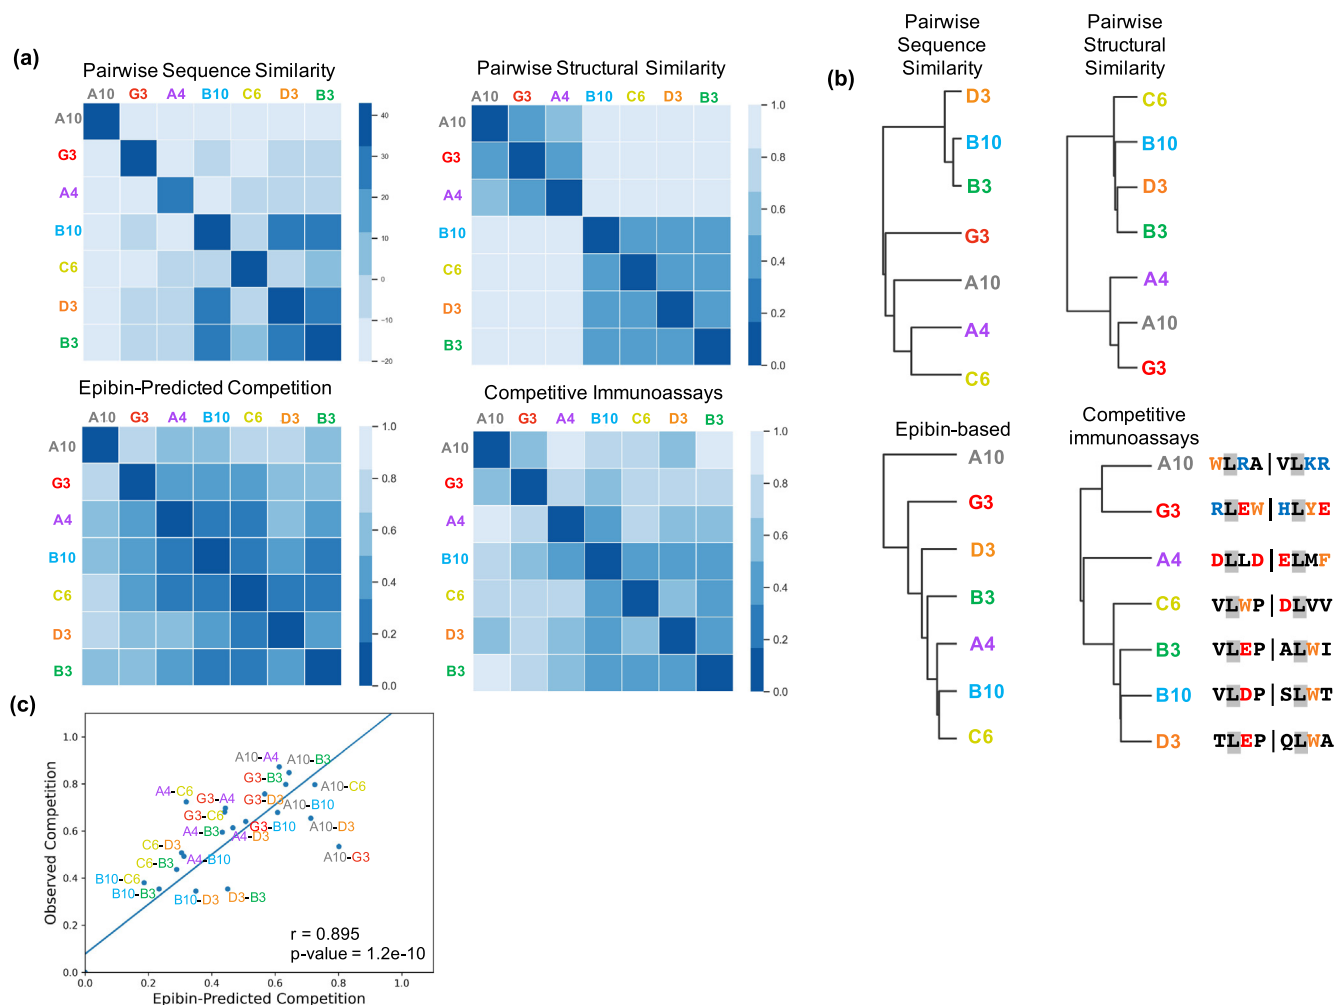 (a)
Pairwise Sequence Similarity
A10 G3 A4 B10 C6 D3 B3
A10
G3
A4
B10
C6
D3
B3
40
30
20
10
0
−10
−20
Pairwise Structural Similarity
A10 G3 A4 B10 C6 D3 B3
A10
G3
A4
B10
C6
D3
B3
1.0
0.8
0.6
0.4
0.2
0.0
Epibin-Predicted Competition
A10 G3 A4 B10 C6 D3 B3
A10
G3
A4
B10
C6
D3
B3
1.0
0.8
0.6
0.4
0.2
0.0
Competitive Immunoassays
A10 G3 A4 B10 C6 D3 B3
A10
G3
A4
B10
C6
D3
B3
1.0
0.8
0.6
0.4
0.2
0.0
(b)
Pairwise
Sequence
Similarity
D3
B10
B3
G3
A10
A4
C6
Pairwise
Structural
Similarity
C6
B10
D3
B3
A4
A10
G3
Epibin-based
A10
G3
D3
B3
A4
B10
C6
Competitive
immunoassays
A10 WLRA|VLKR
G3 RLEW|HLYE
A4 DLLD|ELMF
C6 VLWP|DLVV
B3 VLEP|ALWI
B10 VLDP|SLWT
D3 TLEP|QLWA
(c)
Observed Competition
1.0
0.8
0.6
0.4
0.2
0.0
A10-A4
A10-B3
G3-B3
A10-C6
A4-C6
G3-A4
G3-D3
A10-B10
G3-C6
G3-B10
A10-D3
A4-B3
A4-D3
C6-D3
A4-B10
A10-G3
C6-B3
B10-C6
B10-B3
B10-D3
D3-B3
r = 0.895
p-value = 1.2e-10
0.0 0.2 0.4 0.6 0.8 1.0
Epibin-Predicted Competition